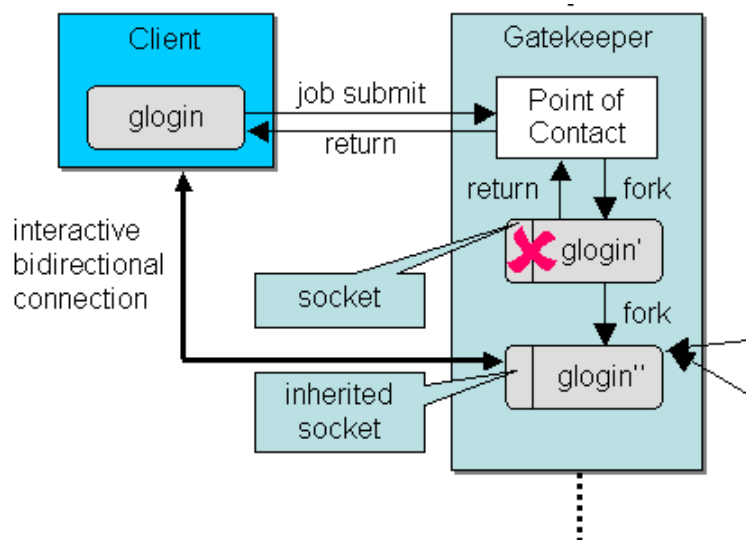 Client
glogin
job submit
return
Gatekeeper
Point of
Contact
return
fork
glogin'
interactive
bidirectional
connection
socket
fork
glogin''
inherited
socket